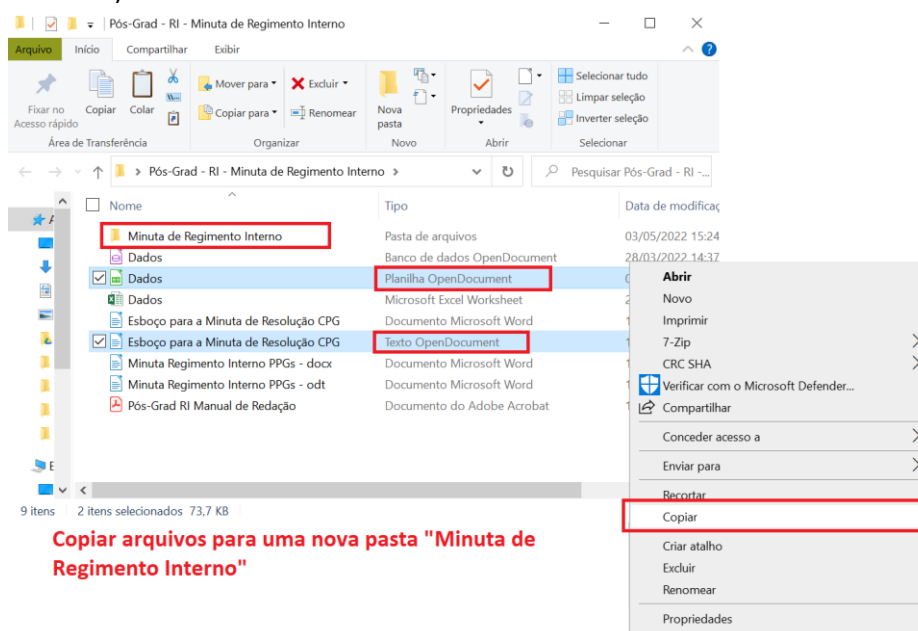 Pós-Grad - RI - Minuta de Regimento Interno
Arquivo Início Compartilhar Exibir
Fixar no Acesso rápido
Copiar
Colar
Mover para
Copiar para
Excluir
Renomear
Nova pasta
Propriedades
Selecionar tudo
Limpar seleção
Inverter seleção
Área de Transferência Organizar Novo Abrir Selecionar
Pós-Grad - RI - Minuta de Regimento Interno
Pesquisar Pós-Grad - RI -...
Nome Tipo Data de modificaç
Minuta de Regimento Interno Pasta de arquivos 03/05/2022 15:24
Dados Banco de dados OpenDocument 28/03/2022 14:37
Dados Planilha OpenDocument
Dados Microsoft Excel Worksheet
Esboço para a Minuta de Resolução CPG Documento Microsoft Word
Esboço para a Minuta de Resolução CPG Texto OpenDocument
Minuta Regimento Interno PPGs - docx Documento Microsoft Word
Minuta Regimento Interno PPGs - odt Documento Microsoft Word
Pós-Grad RI Manual de Redação Documento do Adobe Acrobat
9 itens 2 itens selecionados 73,7 KB
Abrir
Novo
Imprimir
7-Zip
CRC SHA
Verificar com o Microsoft Defender...
Compartilhar
Conceder acesso a
Enviar para
Recortar
Copiar
Criar atalho
Excluir
Renomear
Propriedades
Copiar arquivos para uma nova pasta "Minuta de
Regimento Interno"